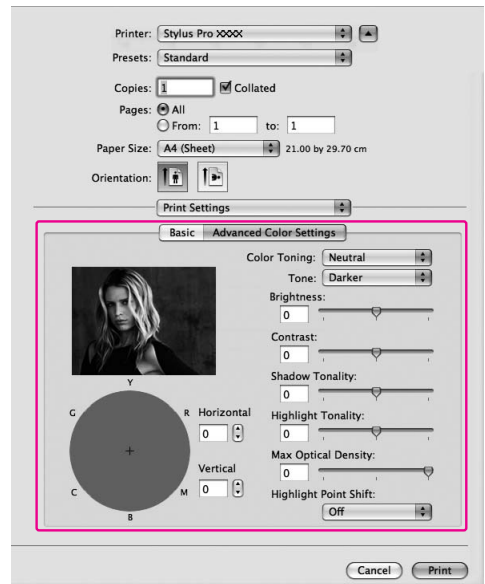 Printer: Stylus Pro XXXX
Presets: Standard
Copies: 1 Collated
Pages: All
From: 1 to: 1
Paper Size: A4 (Sheet) 21.00 by 29.70 cm
Orientation:
Print Settings
Basic Advanced Color Settings
Color Toning: Neutral
Tone: Darker
Brightness:
0
Contrast:
0
Shadow Tonality:
0
Highlight Tonality:
0
Max Optical Density:
0
Highlight Point Shift:
Off
Y
G R
C M
B
Horizontal
0
Vertical
0
Cancel Print